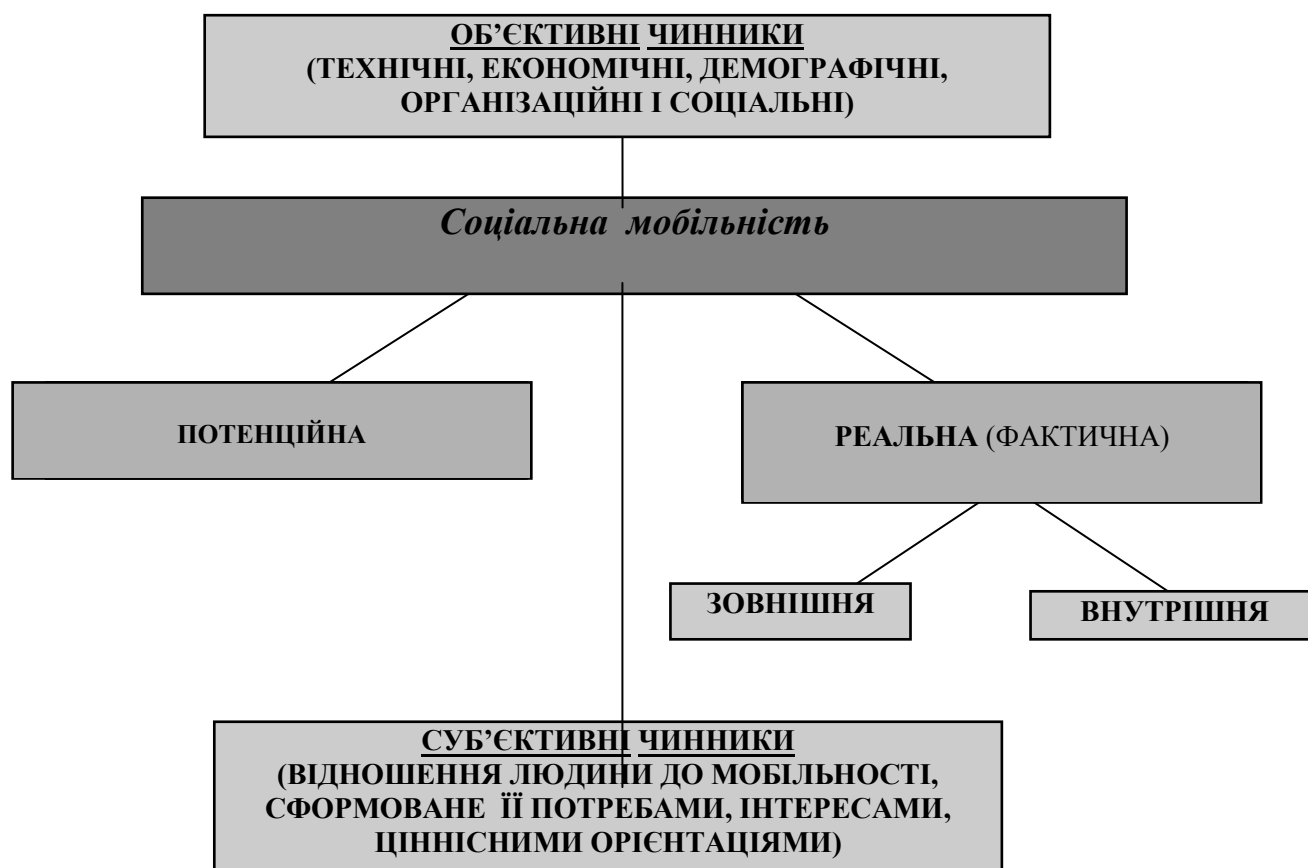 ОБ’ЄКТИВНІ ЧИННИКИ
(ТЕХНІЧНІ, ЕКОНОМІЧНІ, ДЕМОГРАФІЧНІ,
ОРГАНІЗАЦІЙНІ І СОЦІАЛЬНІ)
Соціальна мобільність
ПОТЕНЦІЙНА
РЕАЛЬНА (ФАКТИЧНА)
ЗОВНІШНЯ
ВНУТРІШНЯ
СУБ’ЄКТИВНІ ЧИННИКИ
(ВІДНОШЕННЯ ЛЮДИНИ ДО МОБІЛЬНОСТІ,
СФОРМОВАНЕ ЇЇ ПОТРЕБАМИ, ІНТЕРЕСАМИ,
ЦІННІСНИМИ ОРІЄНТАЦІЯМИ)